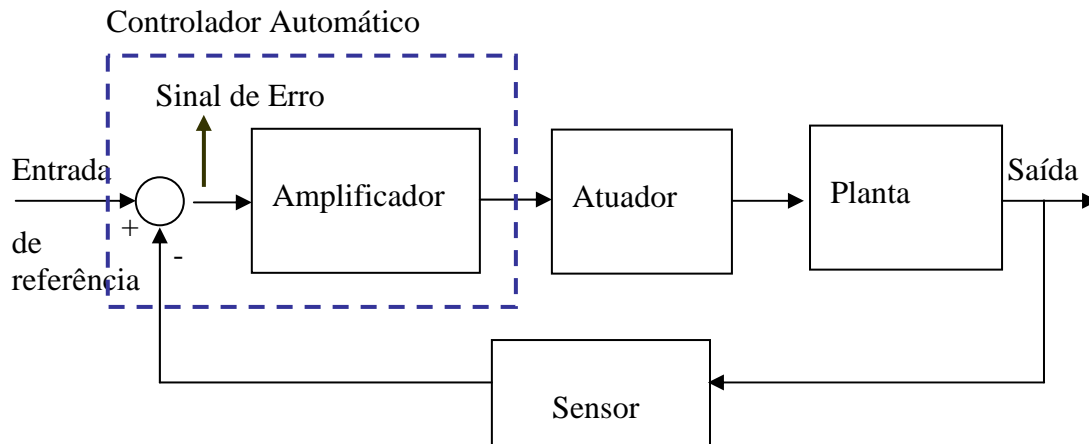 Controlador Automático
Sinal de Erro
Entrada
de
referência
+
-
Amplificador
Atuador
Planta
Saída
Sensor